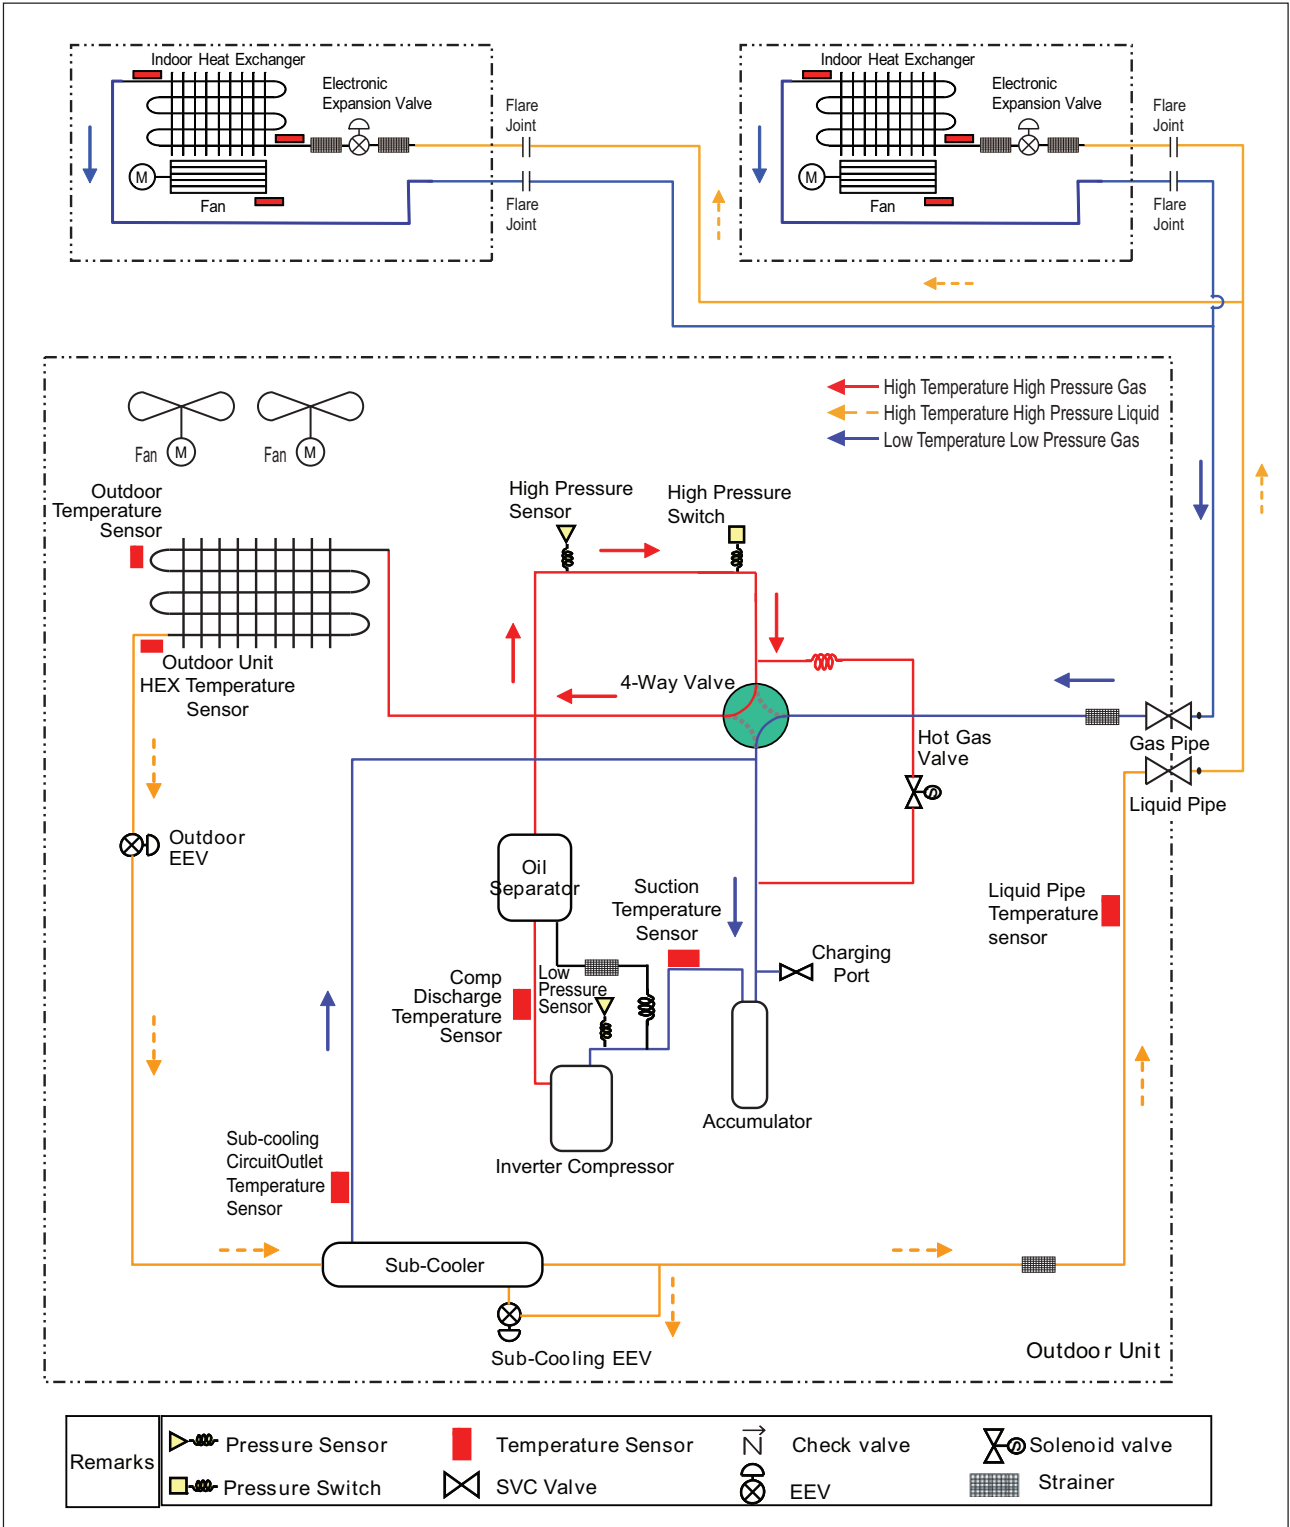 Indoor Heat Exchanger
Electronic
Expansion Valve
Flare
Joint
M
Fan
Flare
Joint
Indoor Heat Exchanger
Electronic
Expansion Valve
Flare
Joint
M
Fan
Flare
Joint
High Temperature High Pressure Gas
High Temperature High Pressure Liquid
Low Temperature Low Pressure Gas
Fan
M
Fan
M
Outdoor
Temperature
Sensor
High Pressure
Sensor
High Pressure
Switch
Outdoor Unit
HEX Temperature
Sensor
4-Way Valve
Hot Gas
Valve
Gas Pipe
Liquid Pipe
Outdoor
EEV
Oil
Separator
Suction
Temperature
Sensor
Liquid Pipe
Temperature
sensor
Charging
Port
Comp
Discharge
Temperature
Sensor
Low
Pressure
Sensor
Accumulator
Inverter Compressor
Sub-cooling
CircuitOutlet
Temperature
Sensor
Sub-Cooler
Sub-Cooling EEV
Outdoor Unit
Remarks
Pressure Sensor
Temperature Sensor
Check valve
Solenoid valve
Pressure Switch
SVC Valve
EEV
Strainer